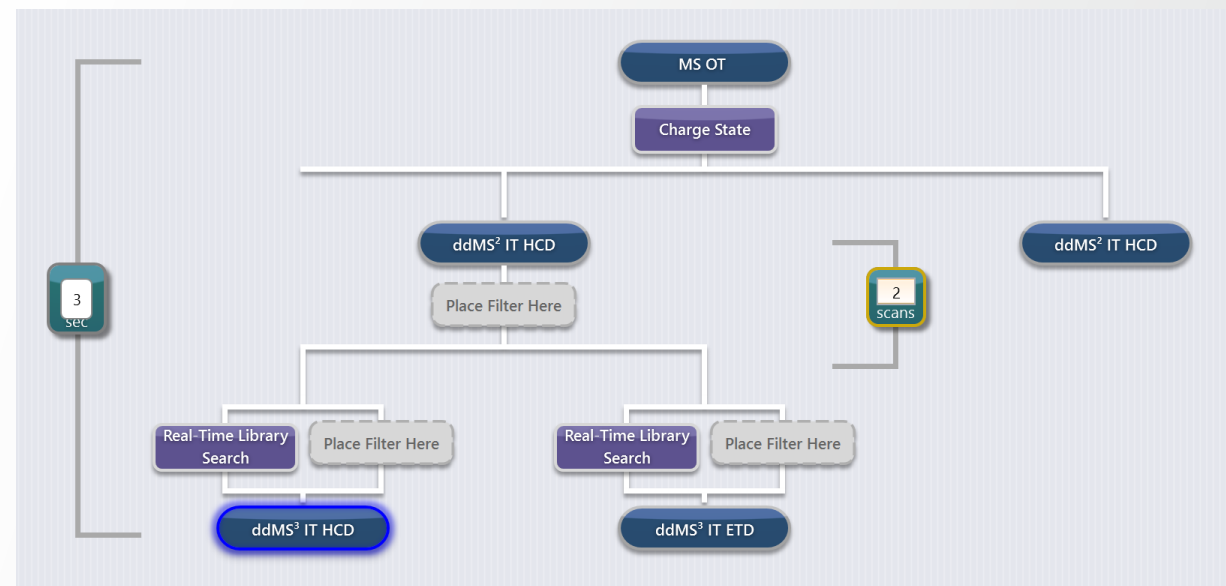 MS OT
Charge State
ddMS² IT HCD
ddMS² IT HCD
Place Filter Here
3
sec
2
scans
Real-Time Library
Search
Place Filter Here
Real-Time Library
Search
Place Filter Here
ddMS³ IT HCD
ddMS³ IT ETD